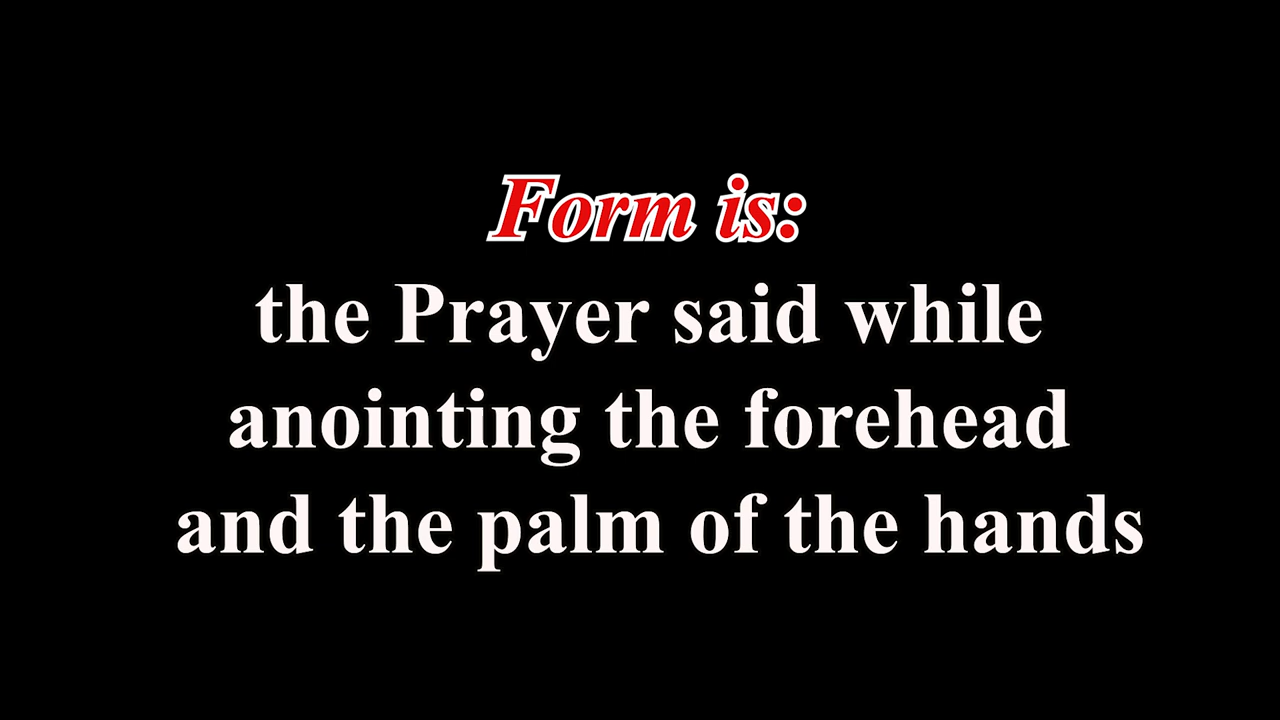 Form is:
the Prayer said while
anointing the forehead
and the palm of the hands